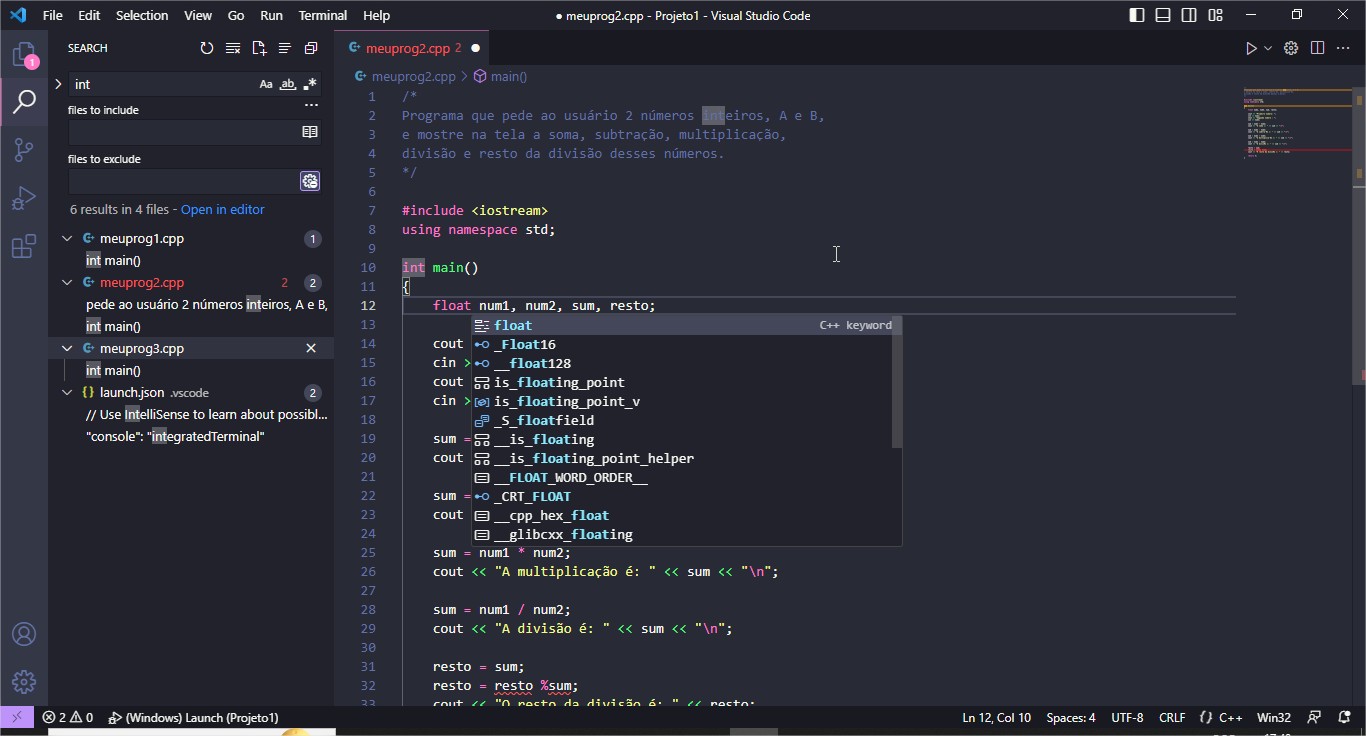 File Edit Selection View Go Run Terminal Help
● meuprog2.cpp - Projeto1 - Visual Studio Code
1
SEARCH
int
Aa ab .*
files to include
files to exclude
6 results in 4 files - Open in editor
meuprog1.cpp 1
int main()
meuprog2.cpp 2 2
pede ao usuário 2 números inteiros, A e B,
int main()
meuprog3.cpp
int main()
{} launch.json .vscode 2
// Use IntelliSense to learn about possibl...
"console": "integratedTerminal"
meuprog2.cpp 2 ●
meuprog2.cpp > main()
1 /*
2 Programa que pede ao usuário 2 números inteiros, A e B,
3 e mostre na tela a soma, subtração, multiplicação,
4 divisão e resto da divisão desses números.
5 */
6
7 #include <iostream>
8 using namespace std;
9
10 int main()
11 {
12 float num1, num2, sum, resto;
13
14 cout
15 cin >
16 cout
17 cin >
18
19 sum =
20 cout
21
22 sum =
23 cout
24
float C++ keyword
_Float16
__float128
is_floating_point
is_floating_point_v
_S_floatfield
__is_floating
__is_floating_point_helper
__FLOAT_WORD_ORDER__
_CRT_FLOAT
__cpp_hex_float
__glibcxx_floating
25 sum = num1 * num2;
26 cout << "A multiplicação é: " << sum << "\n";
27
28 sum = num1 / num2;
29 cout << "A divisão é: " << sum << "\n";
30
31 resto = sum;
32 resto = resto %sum;
33 cout << "O resto da divisão é: " << resto;
2 0 (Windows) Launch (Projeto1)
Ln 12, Col 10 Spaces: 4 UTF-8 CRLF {} C++ Win32